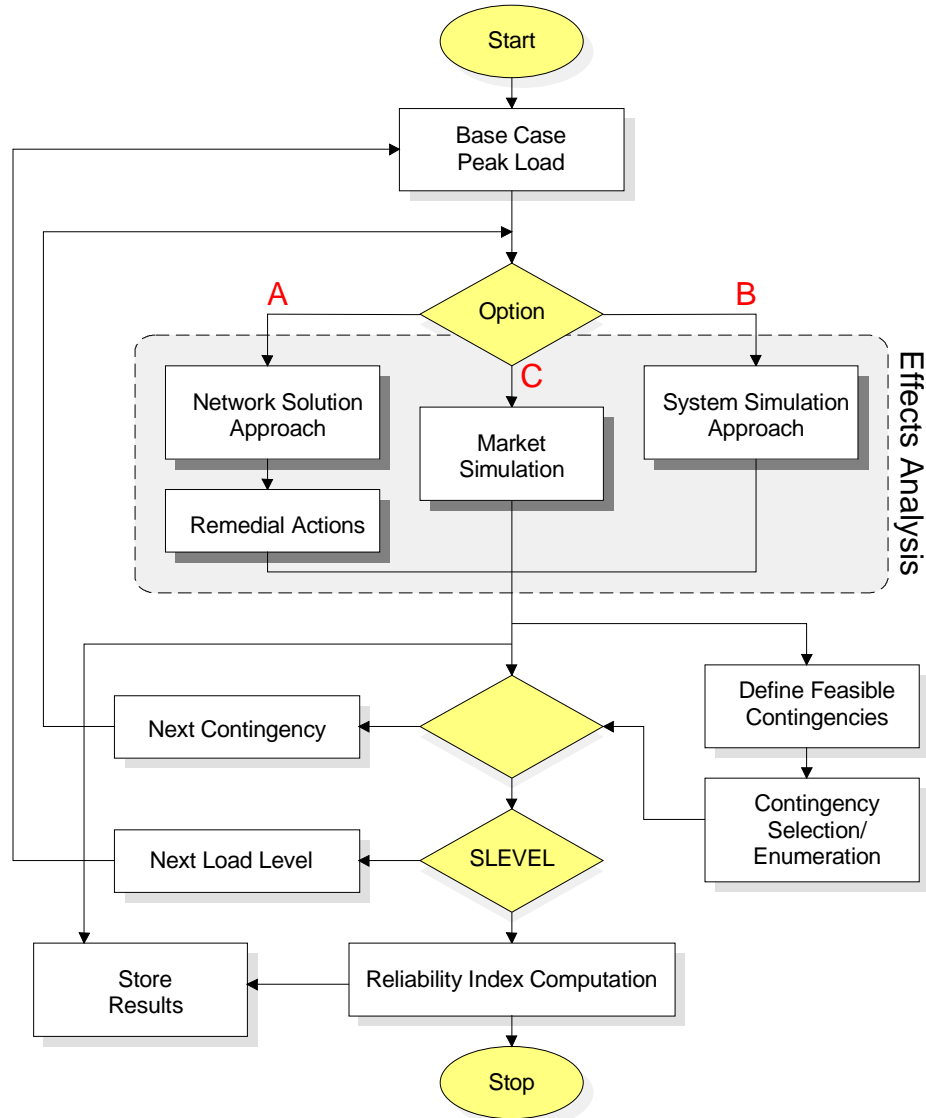 Start
Base Case
Peak Load
A
B
Option
C
Network Solution
Approach
Market
Simulation
System Simulation
Approach
Remedial Actions
Effects Analysis
Define Feasible
Contingencies
Next Contingency
Contingency
Selection/
Enumeration
Next Load Level
SLEVEL
Store
Results
Reliability Index Computation
Stop